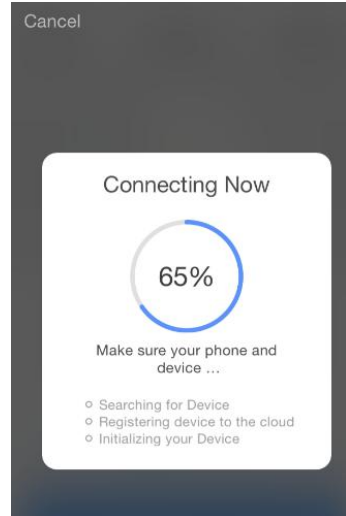 Cancel
Connecting Now
65%
Make sure your phone and
device ...
Searching for Device
Registering device to the cloud
Initializing your Device